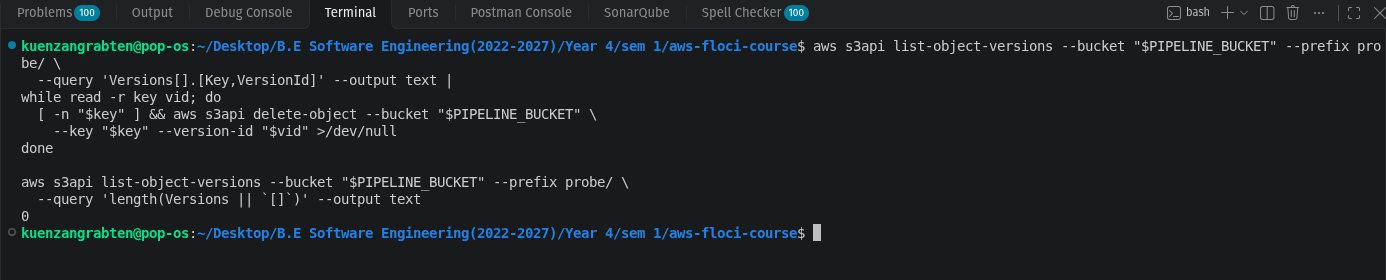 Problems 100 Output Debug Console Terminal Ports Postman Console SonarQube Spell Checker 100 bash
kuenzangrabten@pop-os:~/Desktop/B.E Software Engineering(2022-2027)/Year 4/sem 1/aws-floci-course$ aws s3api list-object-versions --bucket "$PIPELINE_BUCKET" --prefix pro
be/ \
  --query 'Versions[].[Key,VersionId]' --output text |
while read -r key vid; do
  [ -n "$key" ] && aws s3api delete-object --bucket "$PIPELINE_BUCKET" \
    --key "$key" --version-id "$vid" >/dev/null
done

aws s3api list-object-versions --bucket "$PIPELINE_BUCKET" --prefix probe/ \
  --query 'length(Versions || `[]`)' --output text
0
kuenzangrabten@pop-os:~/Desktop/B.E Software Engineering(2022-2027)/Year 4/sem 1/aws-floci-course$